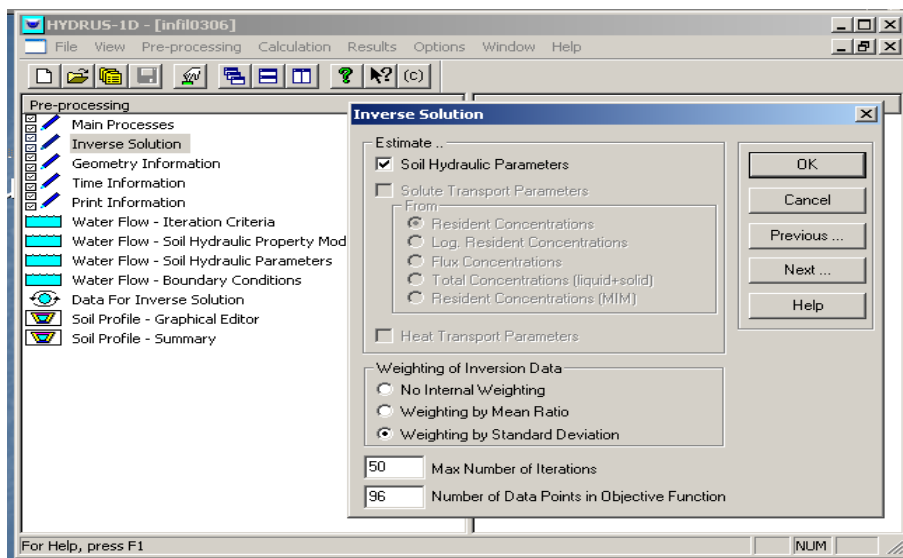 HYDRUS-1D - [infil0306]
File View Pre-processing Calculation Results Options Window Help
(c)
Pre-processing
Main Processes
Inverse Solution
Geometry Information
Time Information
Print Information
Water Flow - Iteration Criteria
Water Flow - Soil Hydraulic Property Mod
Water Flow - Soil Hydraulic Parameters
Water Flow - Boundary Conditions
Data For Inverse Solution
Soil Profile - Graphical Editor
Soil Profile - Summary
Inverse Solution
Estimate ..
Soil Hydraulic Parameters
Solute Transport Parameters
From
Resident Concentrations
Log. Resident Concentrations
Flux Concentrations
Total Concentrations (liquid+solid)
Resident Concentrations (MIM)
Heat Transport Parameters
Weighting of Inversion Data
No Internal Weighting
Weighting by Mean Ratio
Weighting by Standard Deviation
50 Max Number of Iterations
96 Number of Data Points in Objective Function
OK
Cancel
Previous ...
Next ...
Help
For Help, press F1
NUM